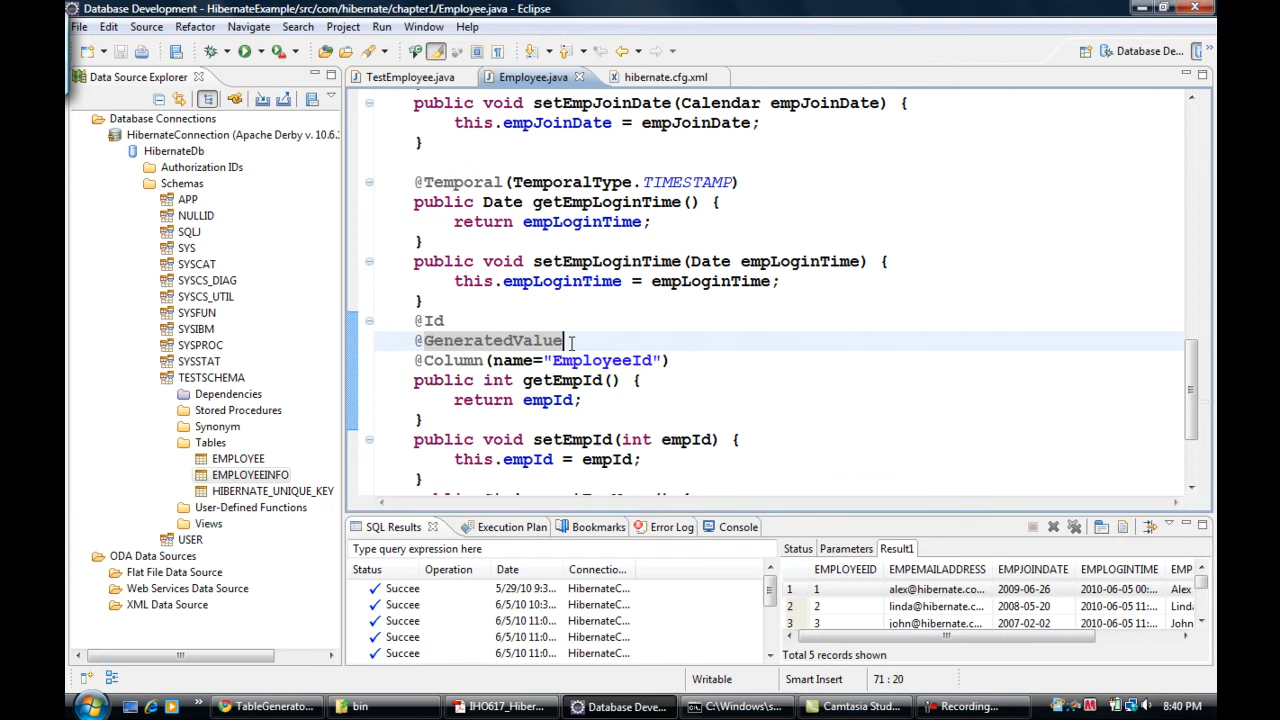 Database Development - HibernateExample/src/com/hibernate/chapter1/Employee.java - Eclipse
File Edit Source Refactor Navigate Search Project Run Window Help
Database De...
Data Source Explorer
TestEmployee.java Employee.java hibernate.cfg.xml
Database Connections
HibernateConnection (Apache Derby v. 10.6.
HibernateDb
Authorization IDs
Schemas
APP
NULLID
SQLJ
SYS
SYSCAT
SYSCS_DIAG
SYSCS_UTIL
SYSFUN
SYSIBM
SYSPROC
SYSSTAT
TESTSCHEMA
Dependencies
Stored Procedures
Synonym
Tables
EMPLOYEE
EMPLOYEEINFO
HIBERNATE_UNIQUE_KEY
User-Defined Functions
Views
USER
ODA Data Sources
Flat File Data Source
Web Services Data Source
XML Data Source
public void setEmpJoinDate(Calendar empJoinDate) {
this.empJoinDate = empJoinDate;
}
@Temporal(TemporalType.TIMESTAMP)
public Date getEmpLoginTime() {
return empLoginTime;
}
public void setEmpLoginTime(Date empLoginTime) {
this.empLoginTime = empLoginTime;
}
@Id
@GeneratedValue
@Column(name="EmployeeId")
public int getEmpId() {
return empId;
}
public void setEmpId(int empId) {
this.empId = empId;
}
SQL Results Execution Plan Bookmarks Error Log Console
Type query expression here
Status Operation Date Connectio...
Succee 5/29/10 9:3... HibernateC...
Succee 6/5/10 10:3... HibernateC...
Succee 6/5/10 11:0... HibernateC...
Succee 6/5/10 11:0... HibernateC...
Succee 6/5/10 11:0... HibernateC...
Status Parameters Result1
EMPLOYEEID EMPEMAILADDRESS EMPJOINDATE EMPLOGINTIME EMP
1 1 alex@hibernate.co... 2009-06-26 2010-06-05 00:... Alex
2 2 linda@hibernate.c... 2008-05-20 2010-06-05 11:... Linda
3 3 john@hibernate.c... 2007-02-02 2010-06-05 11:... John
Total 5 records shown
Writable Smart Insert 71 : 20
TableGenerato... bin IHO617_Hiber... Database Deve... C:\Windows\s... Camtasia Stud... Recording... 8:40 PM